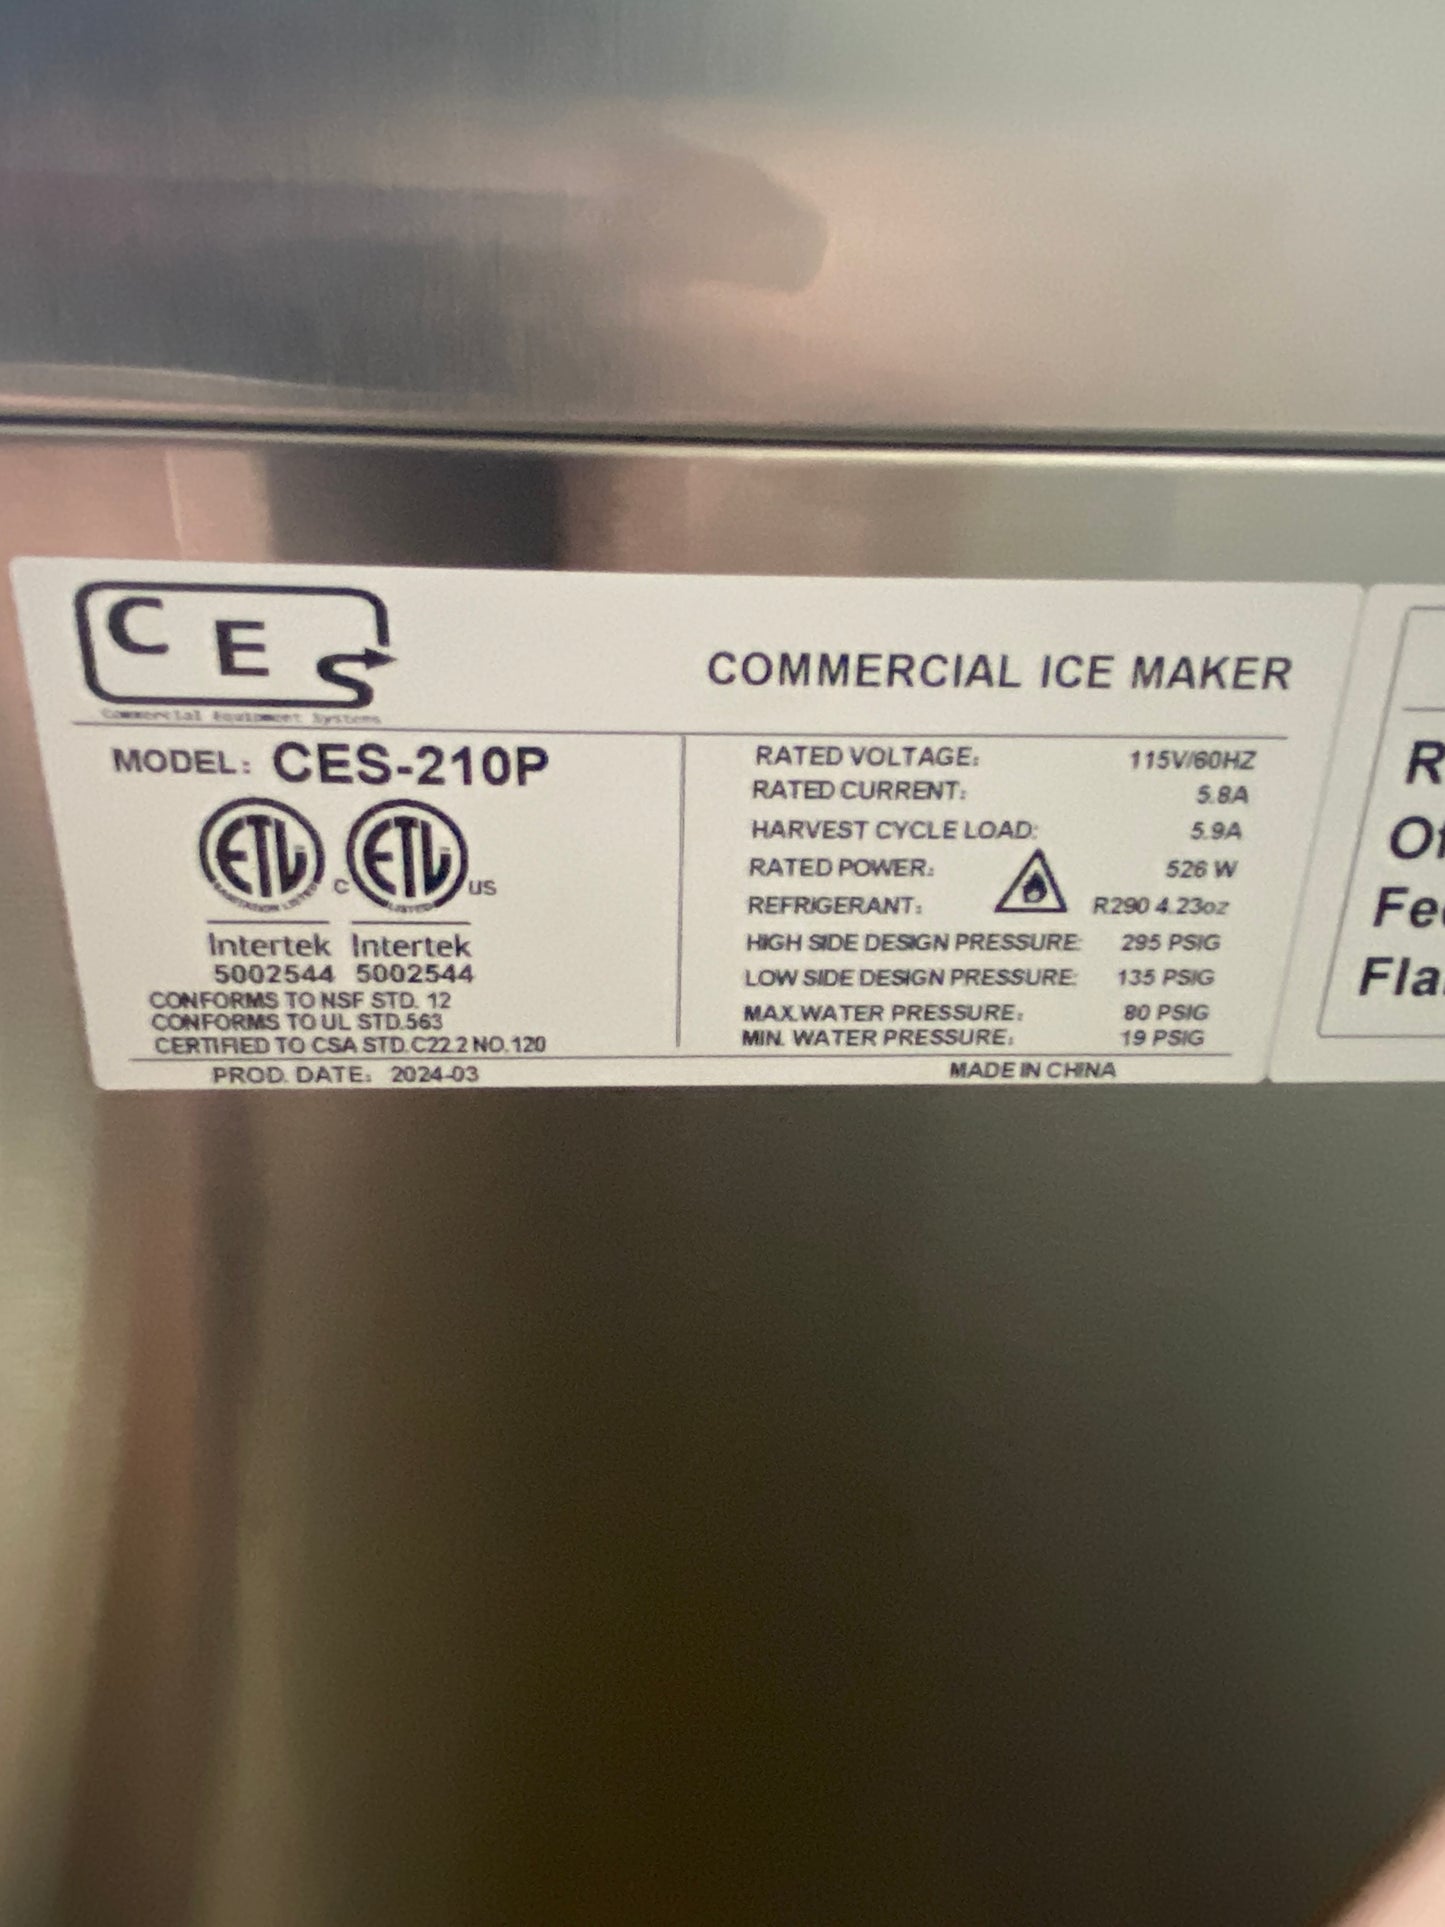 CES
Commercial Equipment Systems
COMMERCIAL ICE MAKER
MODEL: CES-210P
ETL ETL
SANITATION LISTED C LISTED US
Intertek Intertek
5002544 5002544
CONFORMS TO NSF STD. 12
CONFORMS TO UL STD.563
CERTIFIED TO CSA STD.C22.2 NO.120
PROD. DATE: 2024-03
RATED VOLTAGE: 115V/60HZ
RATED CURRENT: 5.8A
HARVEST CYCLE LOAD: 5.9A
RATED POWER: 526 W
REFRIGERANT: R290 4.23oz
HIGH SIDE DESIGN PRESSURE: 295 PSIG
LOW SIDE DESIGN PRESSURE: 135 PSIG
MAX.WATER PRESSURE: 80 PSIG
MIN. WATER PRESSURE: 19 PSIG
MADE IN CHINA